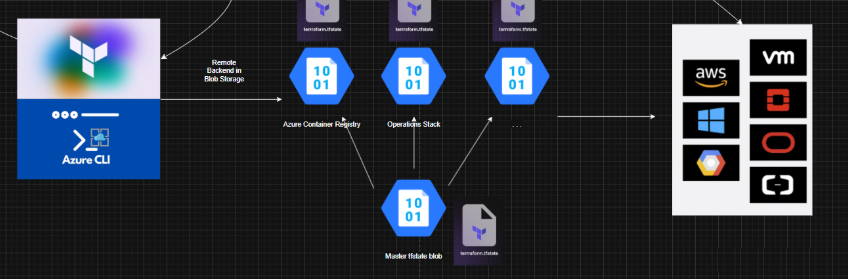 terraform.tfstate
terraform.tfstate
terraform.tfstate
Remote
Backend in
Blob Storage
10
01
10
01
10
01
Azure Container Registry
Operations Stack
...
Azure CLI
aws
vm
10
01
Master tfstate blob
terraform.tfstate